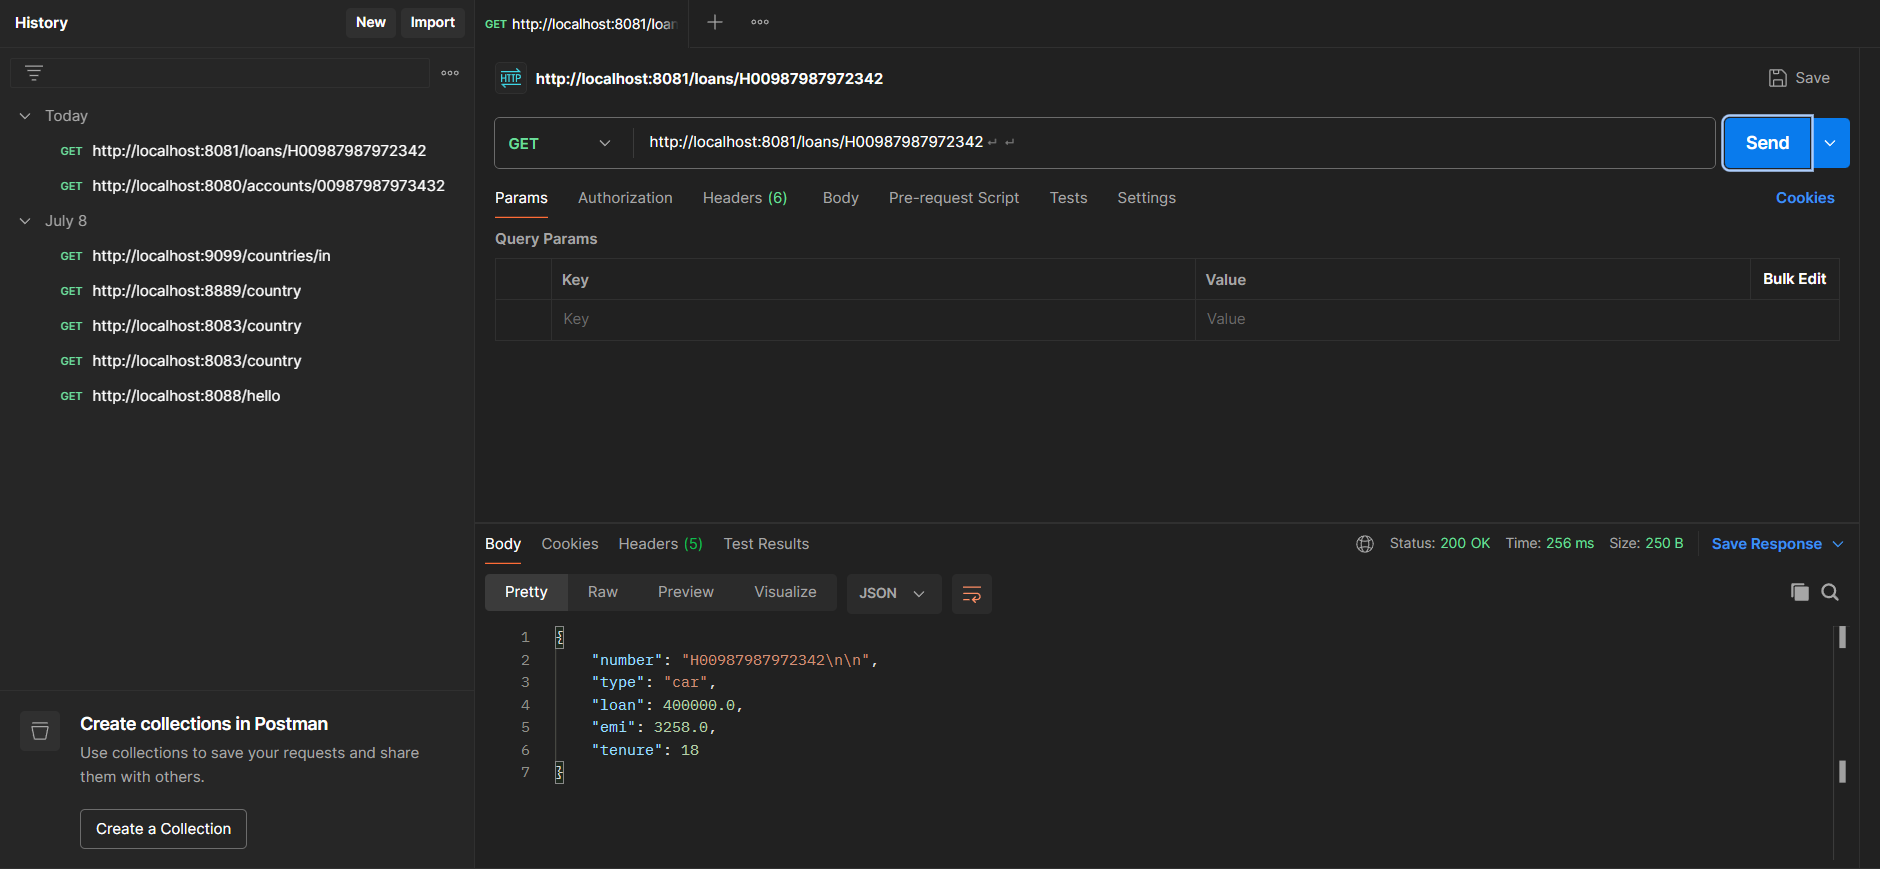 History
New
Import
Today
GET http://localhost:8081/loans/H00987987972342
GET http://localhost:8080/accounts/00987987973432
July 8
GET http://localhost:9099/countries/in
GET http://localhost:8889/country
GET http://localhost:8083/country
GET http://localhost:8083/country
GET http://localhost:8088/hello
Create collections in Postman
Use collections to save your requests and share
them with others.
Create a Collection
GET http://localhost:8081/loan
HTTP http://localhost:8081/loans/H00987987972342
Save
GET http://localhost:8081/loans/H00987987972342 ↵ ↵
Send
Params Authorization Headers (6) Body Pre-request Script Tests Settings Cookies
Query Params
Key Value Bulk Edit
Key Value
Body Cookies Headers (5) Test Results Status: 200 OK Time: 256 ms Size: 250 B Save Response
Pretty Raw Preview Visualize JSON
1 {
2 "number": "H00987987972342\n\n",
3 "type": "car",
4 "loan": 400000.0,
5 "emi": 3258.0,
6 "tenure": 18
7 }